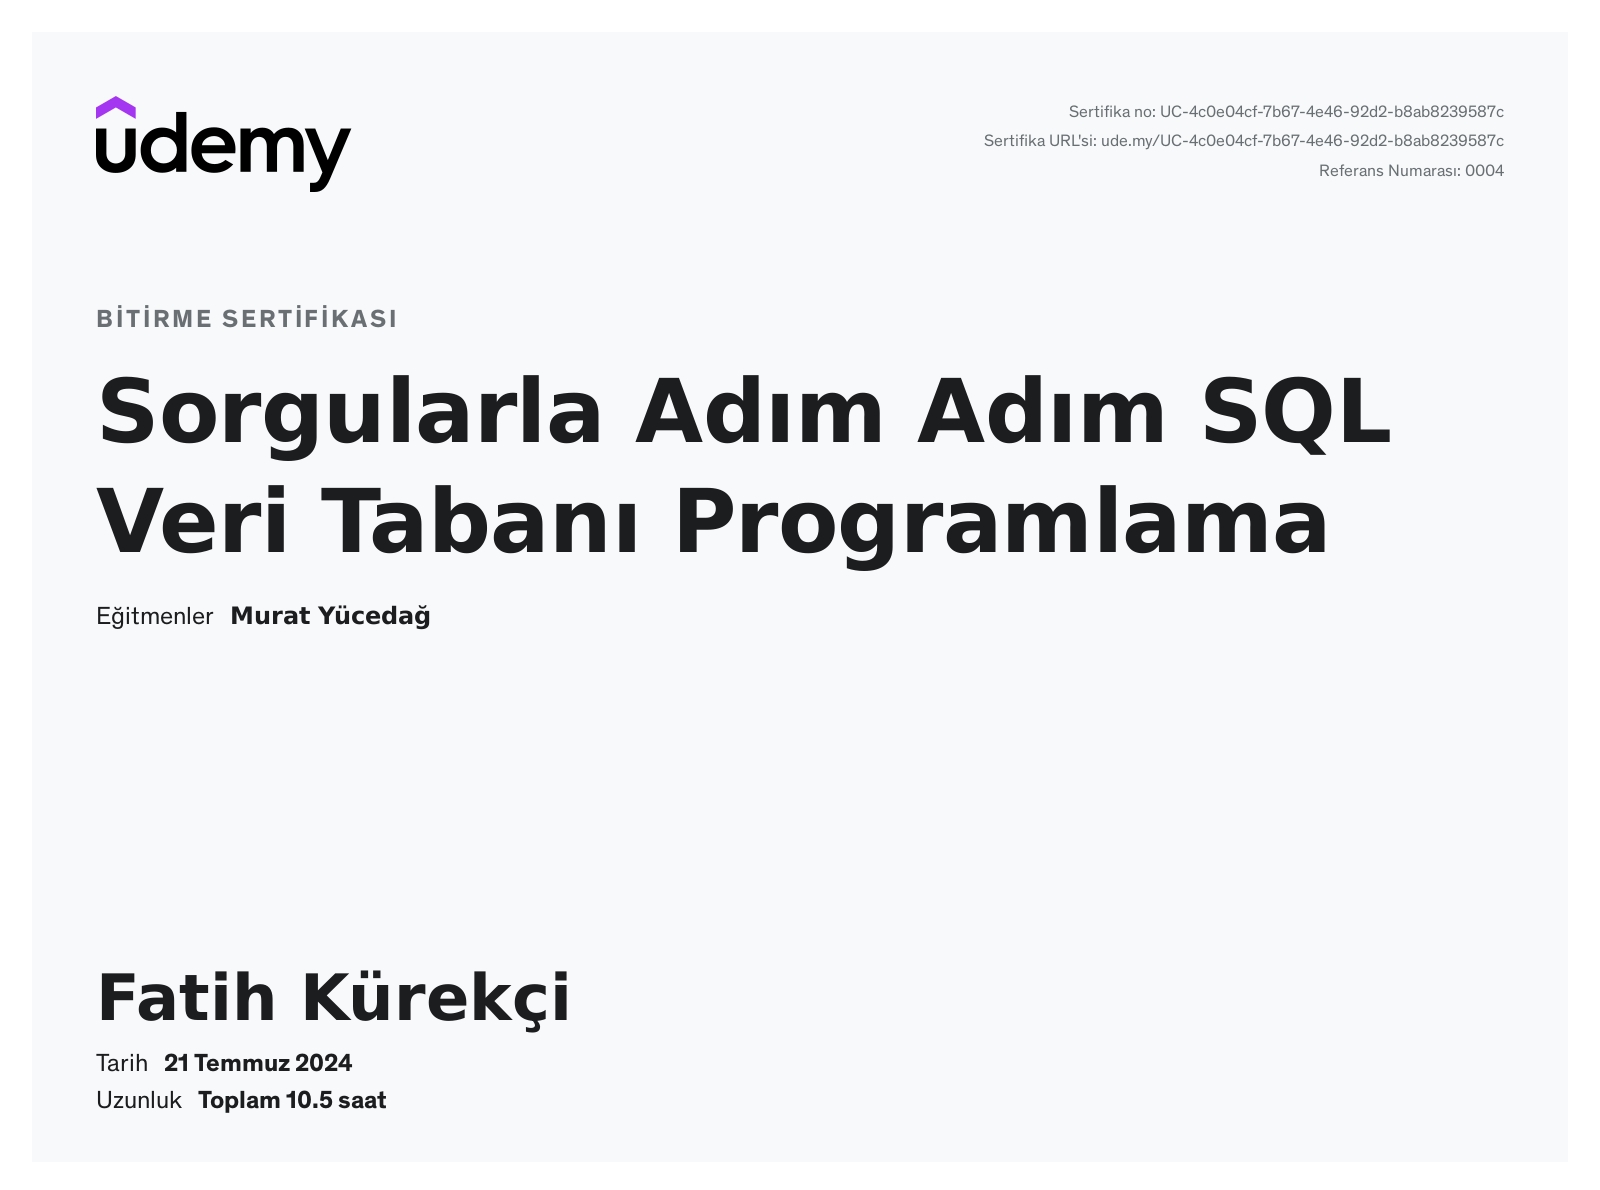 udemy
Sertifika no: UC-4c0e04cf-7b67-4e46-92d2-b8ab8239587c
Sertifika URL'si: ude.my/UC-4c0e04cf-7b67-4e46-92d2-b8ab8239587c
Referans Numarası: 0004
BİTİRME SERTİFİKASI
Sorgularla Adım Adım SQL
Veri Tabanı Programlama
Eğitmenler Murat Yücedağ
Fatih Kürekçi
Tarih 21 Temmuz 2024
Uzunluk Toplam 10.5 saat